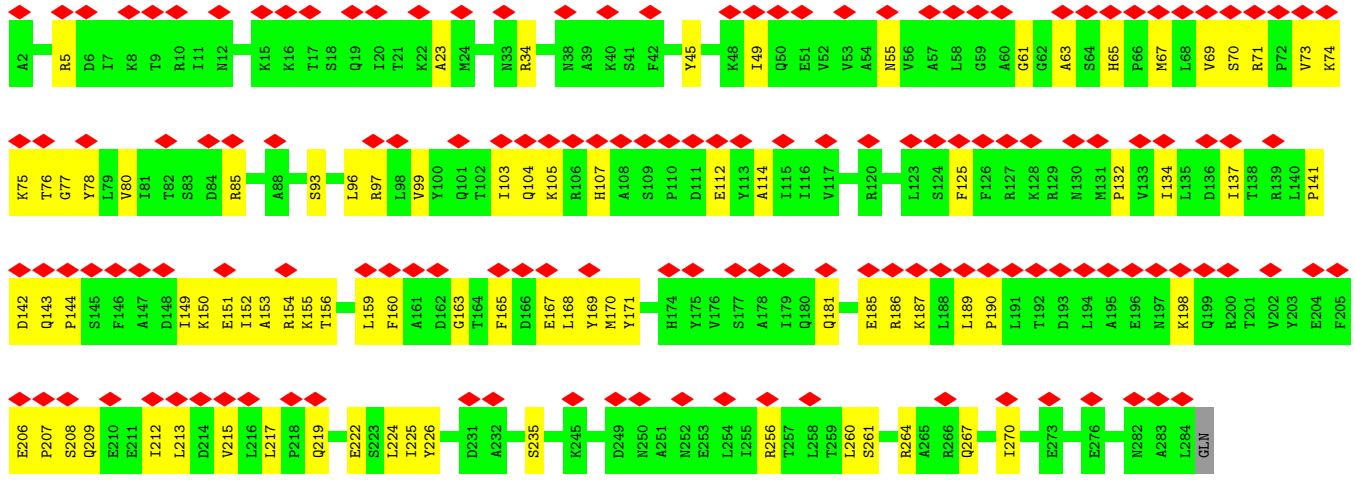 A2 R5 D6 I7 K8 T9 R10 I11 N12 K15 K16 T17 S18 Q19 I20 T21 K22 A23 M24 N33 R34 N38 A39 K40 S41 F42 Y45 K48 I49 Q50 E51 V52 V53 A54 N55 V56 A57 L58 G59 A60 G61 G62 A63 S64 H65 P66 M67 L68 V69 S70 R71 P72 V73 K74
K75 T76 G77 Y78 L79 V80 I81 T82 S83 D84 R85 A88 S93 L96 R97 L98 V99 Y100 Q101 T102 I103 Q104 K105 R106 H107 A108 S109 P110 D111 E112 Y113 A114 I115 I116 V117 R120 L123 S124 F125 F126 R127 K128 R129 N130 M131 P132 V133 I134 L135 D136 I137 T138 R139 L140 P141
D142 Q143 P144 S145 F146 A147 D148 I149 K150 E151 I152 A153 R154 K155 T156 L159 F160 A161 D162 G163 T164 F165 D166 E167 L168 Y169 M170 Y171 H174 Y175 V176 S177 A178 I179 Q180 Q181 E185 R186 K187 L188 L189 P190 L191 T192 D193 L194 A195 E196 N197 K198 Q199 R200 T201 V202 Y203 E204 F205
E206 P207 S208 Q209 E210 E211 I212 L213 D214 V215 L216 L217 P218 Q219 E222 S223 L224 I225 Y226 D231 A232 S235 K245 D249 N250 A251 N252 E253 L254 I255 R256 T257 L258 T259 L260 S261 R264 A265 R266 Q267 I270 E273 E276 N282 A283 L284 GLN